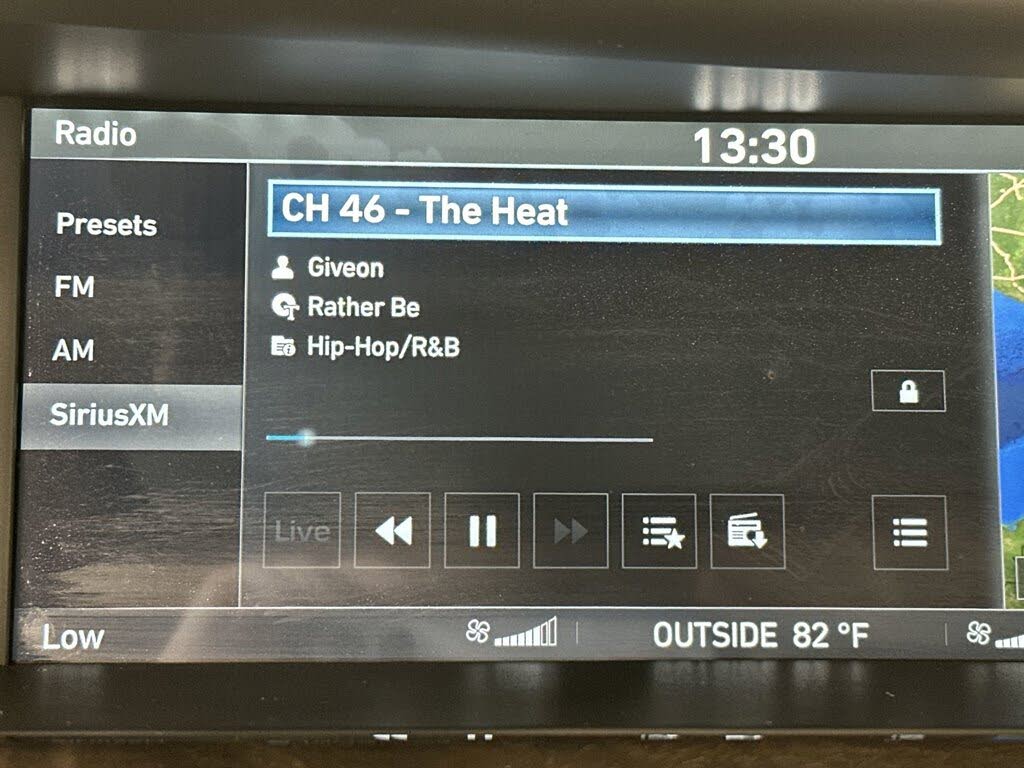 Radio
13:30
Presets
FM
AM
SiriusXM
CH 46 - The Heat
Giveon
Rather Be
Hip-Hop/R&B
Live
Low
OUTSIDE 82 °F